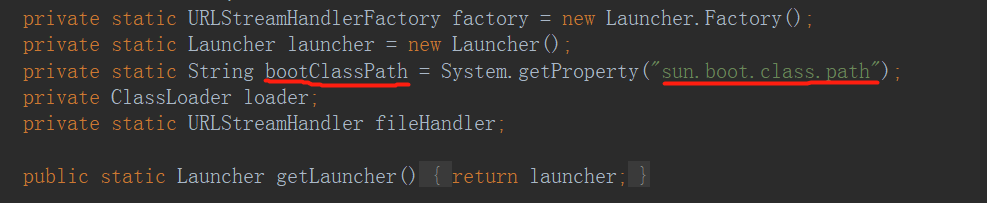 private static URLStreamHandlerFactory factory = new Launcher.Factory();
private static Launcher launcher = new Launcher();
private static String bootClassPath = System.getProperty("sun.boot.class.path");
private ClassLoader loader;
private static URLStreamHandler fileHandler;
public static Launcher getLauncher() { return launcher; }